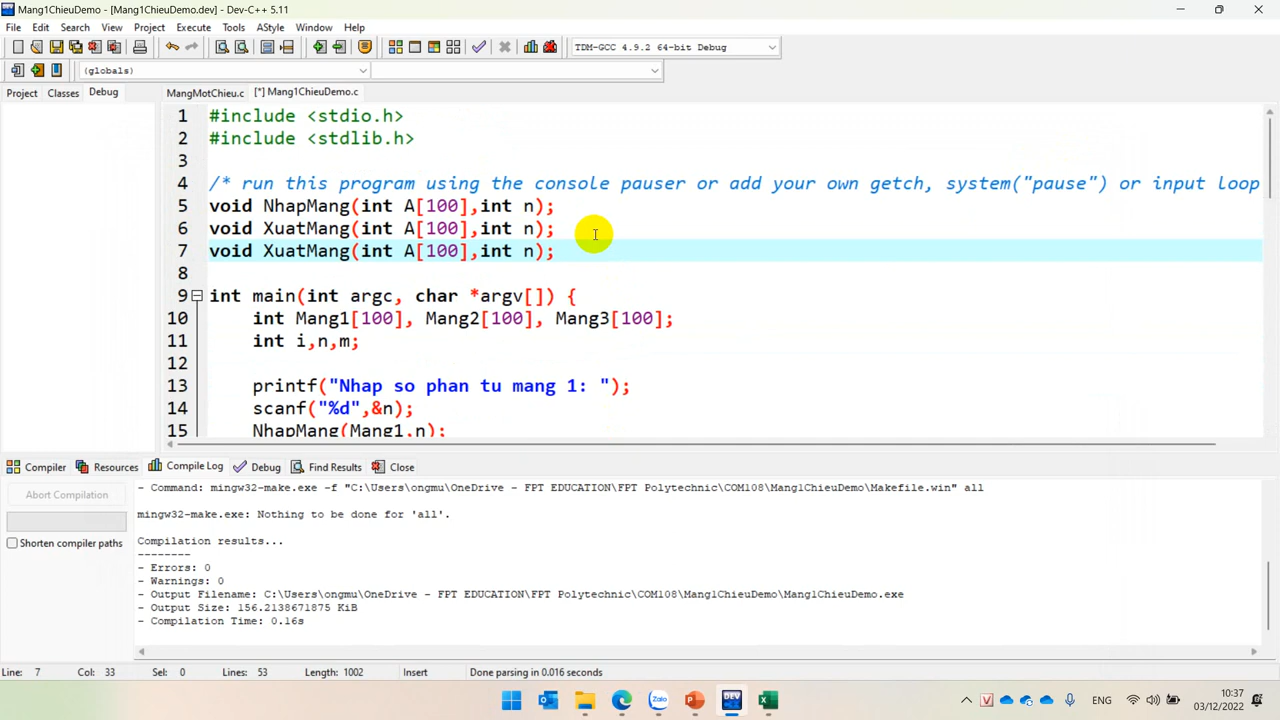 Mang1ChieuDemo - [Mang1ChieuDemo.dev] - Dev-C++ 5.11
File Edit Search View Project Execute Tools AStyle Window Help
TDM-GCC 4.9.2 64-bit Debug
(globals)
Project Classes Debug MangMotChieu.c [*] Mang1ChieuDemo.c
1 #include <stdio.h>
2 #include <stdlib.h>
3
4 /* run this program using the console pauser or add your own getch, system("pause") or input loop
5 void NhapMang(int A[100],int n);
6 void XuatMang(int A[100],int n);
7 void XuatMang(int A[100],int n);
8
9 int main(int argc, char *argv[]) {
10 int Mang1[100], Mang2[100], Mang3[100];
11 int i,n,m;
12
13 printf("Nhap so phan tu mang 1: ");
14 scanf("%d",&n);
15 NhapMang(Mang1,n);
Compiler Resources Compile Log Debug Find Results Close
Abort Compilation
Shorten compiler paths
- Command: mingw32-make.exe -f "C:\Users\ongmu\OneDrive - FPT EDUCATION\FPT Polytechnic\COM108\Mang1ChieuDemo\Makefile.win" all
mingw32-make.exe: Nothing to be done for 'all'.
Compilation results...
--------
- Errors: 0
- Warnings: 0
- Output Filename: C:\Users\ongmu\OneDrive - FPT EDUCATION\FPT Polytechnic\COM108\Mang1ChieuDemo\Mang1ChieuDemo.exe
- Output Size: 156.2138671875 KiB
- Compilation Time: 0.16s
Line: 7 Col: 33 Sel: 0 Lines: 53 Length: 1002 Insert Done parsing in 0.016 seconds
Zalo DEV ENG 10:37
03/12/2022